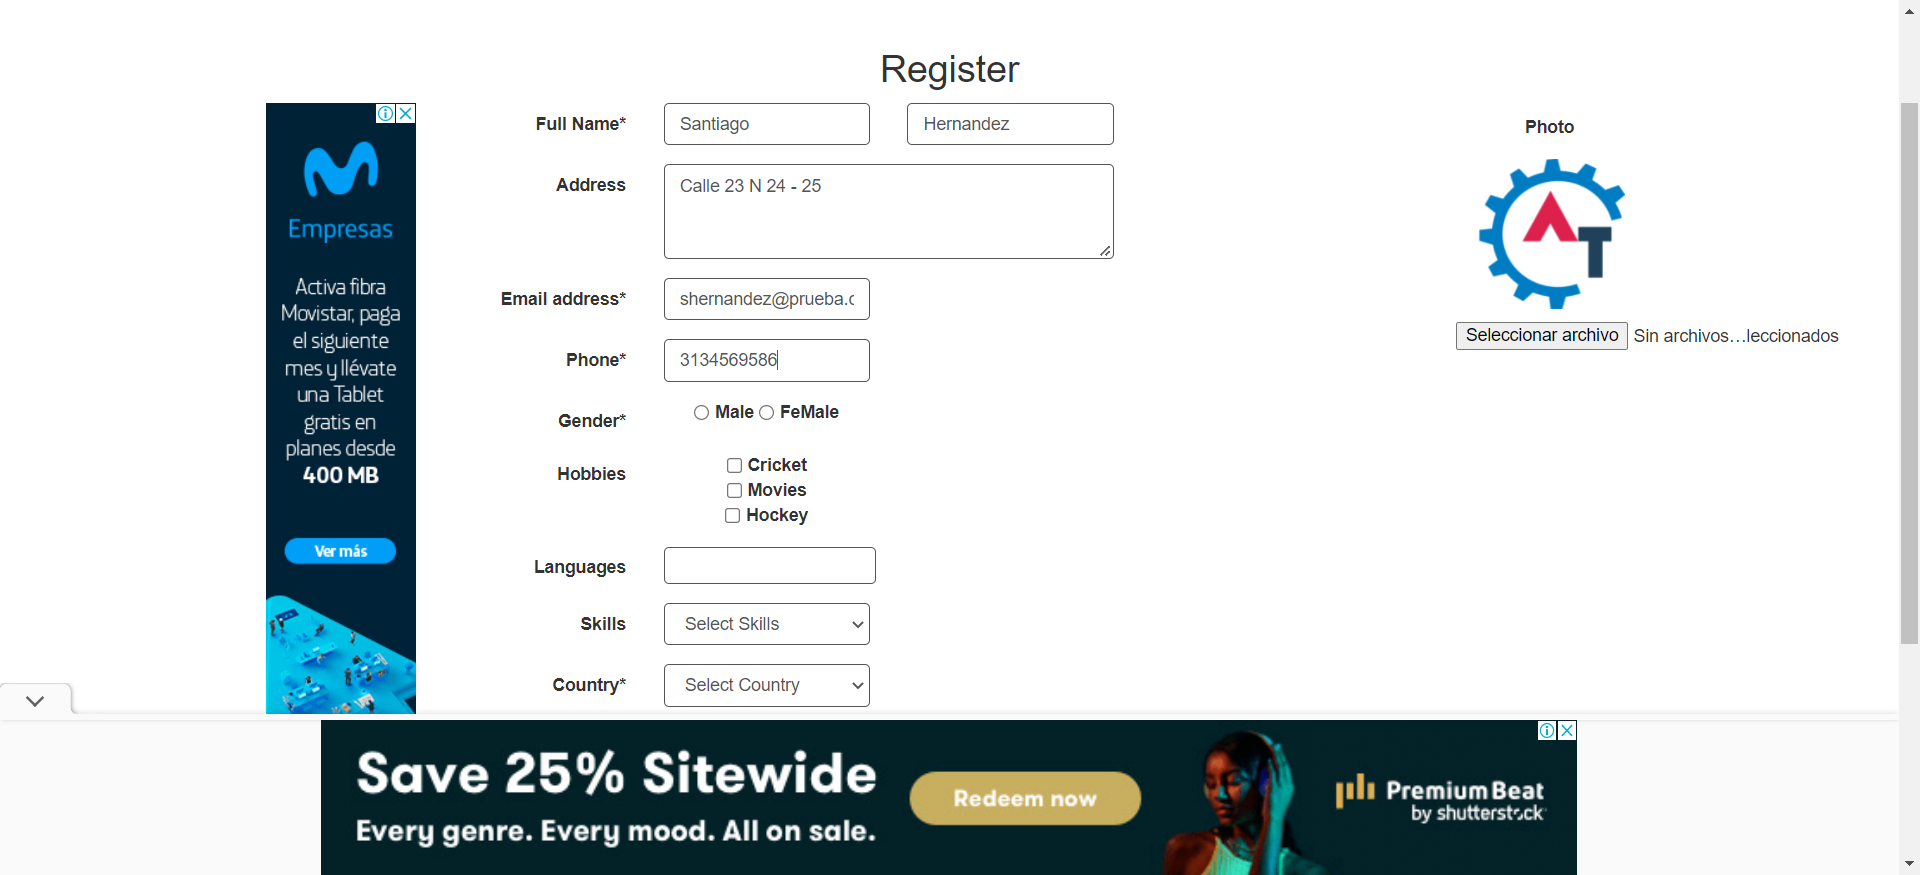 Register
Full Name*
Santiago
Hernandez
Address
Calle 23 N 24 - 25
Email address*
shernandez@prueba.c
Phone*
3134569586
Gender*
Male
FeMale
Hobbies
Cricket
Movies
Hockey
Languages
Skills
Select Skills
Country*
Select Country
Photo
AT
Seleccionar archivo
Sin archivos…leccionados
Empresas
Activa fibra
Movistar, paga
el siguiente
mes y llévate
una Tablet
gratis en
planes desde
400 MB
Ver más
Save 25% Sitewide
Every genre. Every mood. All on sale.
Redeem now
PremiumBeat
by shutterstock